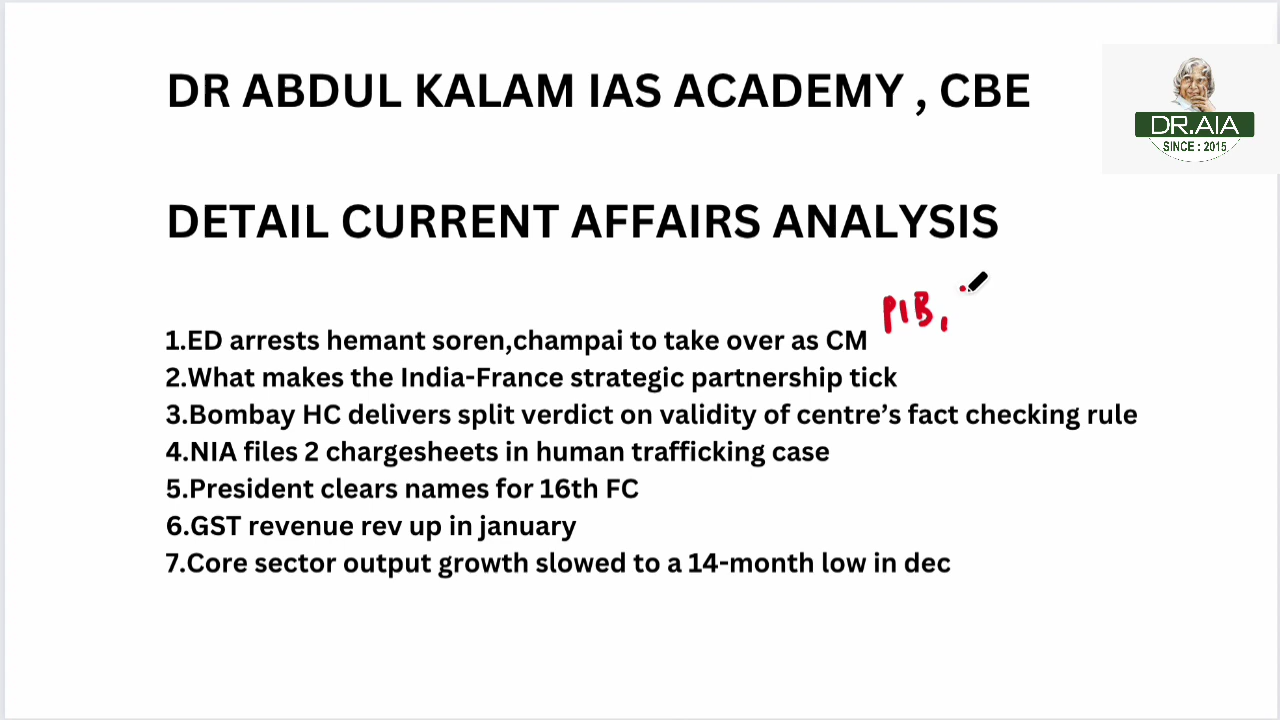 DR ABDUL KALAM IAS ACADEMY , CBE
DR.AIA
SINCE : 2015
DETAIL CURRENT AFFAIRS ANALYSIS
PIB,
1.ED arrests hemant soren,champai to take over as CM
2.What makes the India-France strategic partnership tick
3.Bombay HC delivers split verdict on validity of centre’s fact checking rule
4.NIA files 2 chargesheets in human trafficking case
5.President clears names for 16th FC
6.GST revenue rev up in january
7.Core sector output growth slowed to a 14-month low in dec